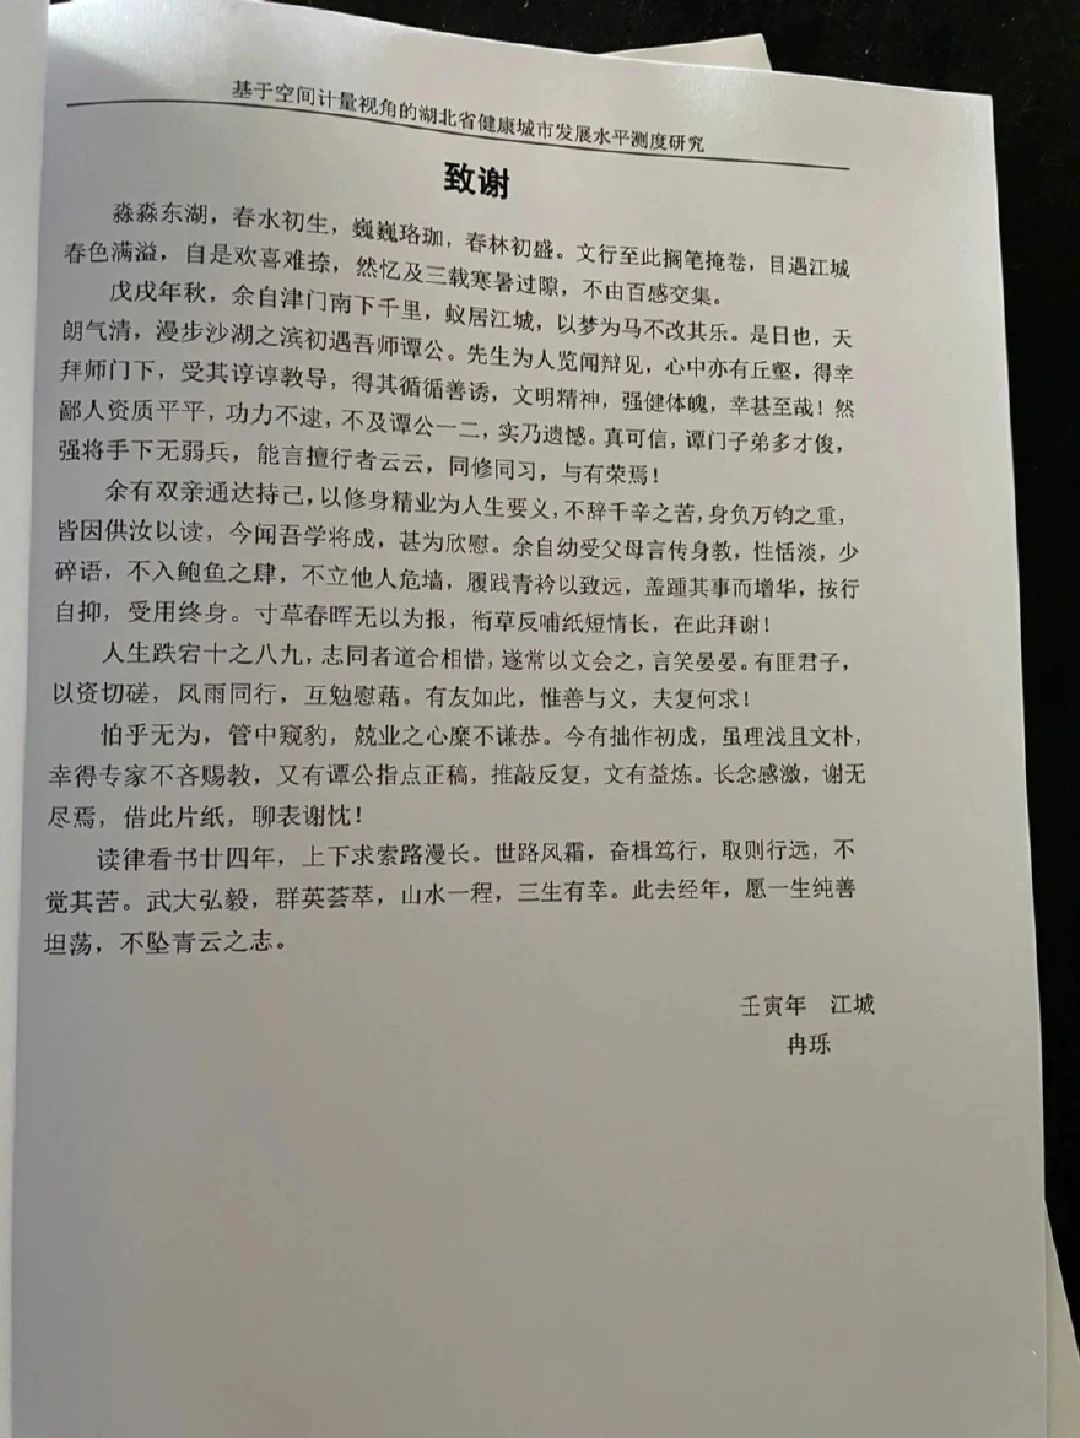 基于空间计量视角的湖北省健康城市发展水平测度研究
致谢
淼淼东湖，春水初生，巍巍珞珈，春林初盛。文行至此搁笔掩卷，目遇江城
春色满溢，自是欢喜难捺，然忆及三载寒暑过隙，不由百感交集。
戊戌年秋，余自津门南下千里，蚁居江城，以梦为马不改其乐。是日也，天
朗气清，漫步沙湖之滨初遇吾师谭公。先生为人览闻辩见，心中亦有丘壑，得幸
拜师门下，受其谆谆教导，得其循循善诱，文明精神，强健体魄，幸甚至哉！然
鄙人资质平平，功力不逮，不及谭公一二，实乃遗憾。真可信，谭门子弟多才俊，
强将手下无弱兵，能言擅行者云云，同修同习，与有荣焉！
余有双亲通达持己，以修身精业为人生要义，不辞千辛之苦，身负万钧之重，
皆因供汝以读，今闻吾学将成，甚为欣慰。余自幼受父母言传身教，性恬淡，少
碎语，不入鲍鱼之肆，不立他人危墙，履践青衿以致远，盖踵其事而增华，按行
自抑，受用终身。寸草春晖无以为报，衔草反哺纸短情长，在此拜谢！
人生跌宕十之八九，志同者道合相惜，遂常以文会之，言笑晏晏。有匪君子，
以资切磋，风雨同行，互勉慰藉。有友如此，惟善与义，夫复何求！
怕乎无为，管中窥豹，兢业之心糜不谦恭。今有拙作初成，虽理浅且文朴，
幸得专家不吝赐教，又有谭公指点正稿，推敲反复，文有益炼。长念感激，谢无
尽焉，借此片纸，聊表谢忱！
读律看书廿四年，上下求索路漫长。世路风霜，奋楫笃行，取则行远，不
觉其苦。武大弘毅，群英荟萃，山水一程，三生有幸。此去经年，愿一生纯善
坦荡，不坠青云之志。
壬寅年 江城
冉珎